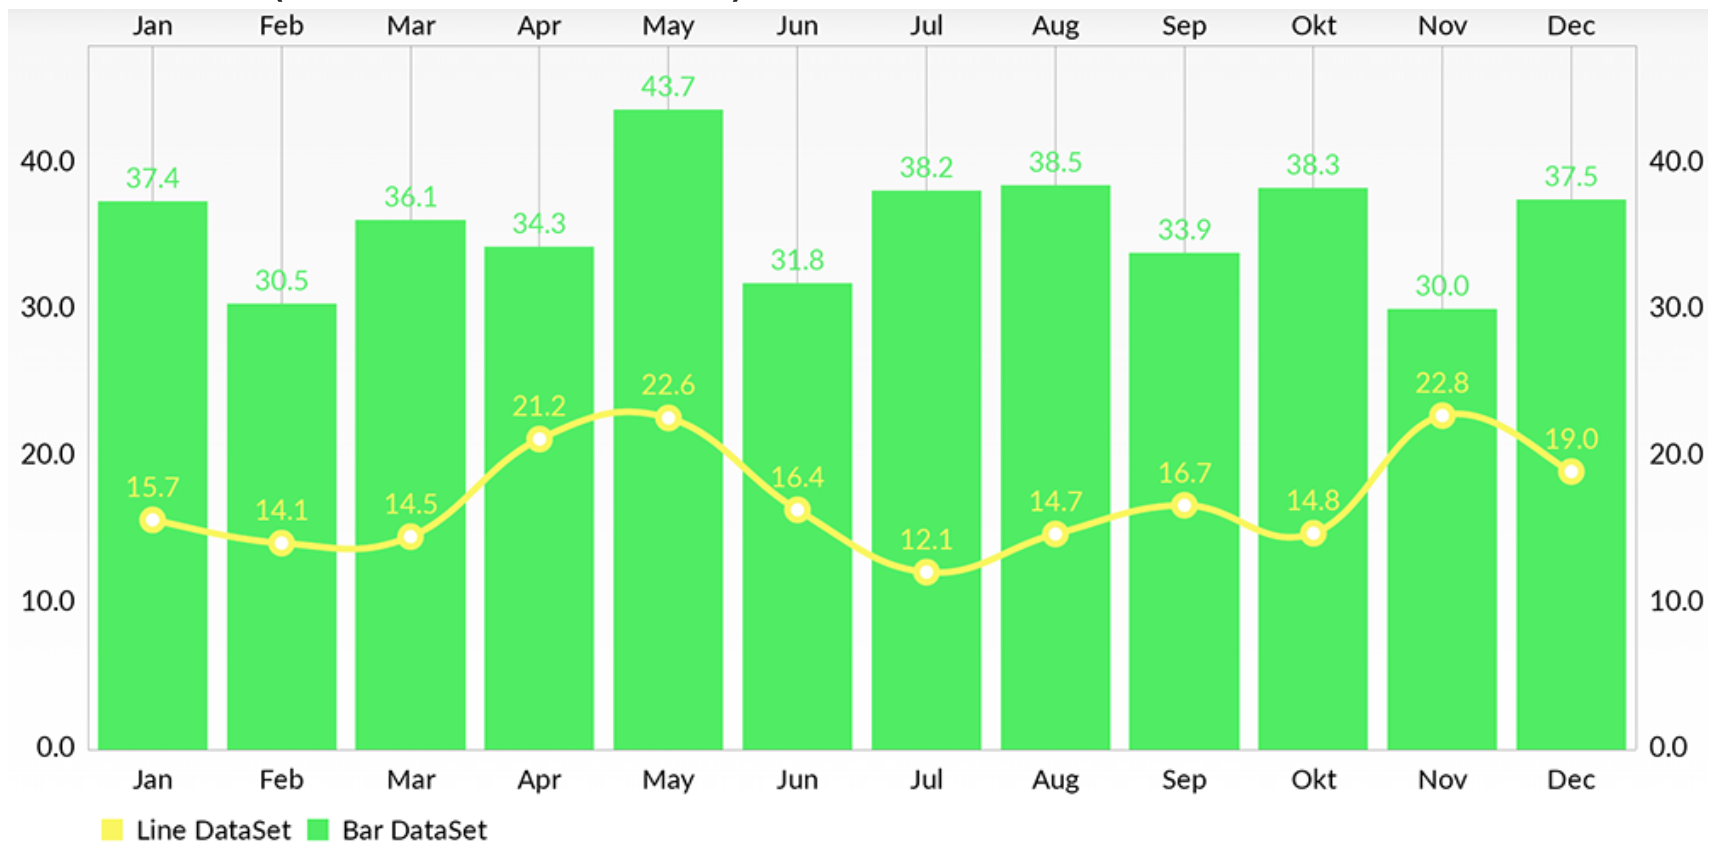 Jan Feb Mar Apr May Jun Jul Aug Sep Okt Nov Dec
43.7
40.0 37.4 36.1 34.3 38.2 38.5 38.3 37.5 40.0
30.5 31.8 33.9 30.0
30.0 30.0
21.2 22.6 22.8
20.0 19.0 20.0
15.7 14.1 14.5 16.4 12.1 14.7 16.7 14.8
10.0 10.0
0.0 0.0
Jan Feb Mar Apr May Jun Jul Aug Sep Okt Nov Dec
Line DataSet Bar DataSet